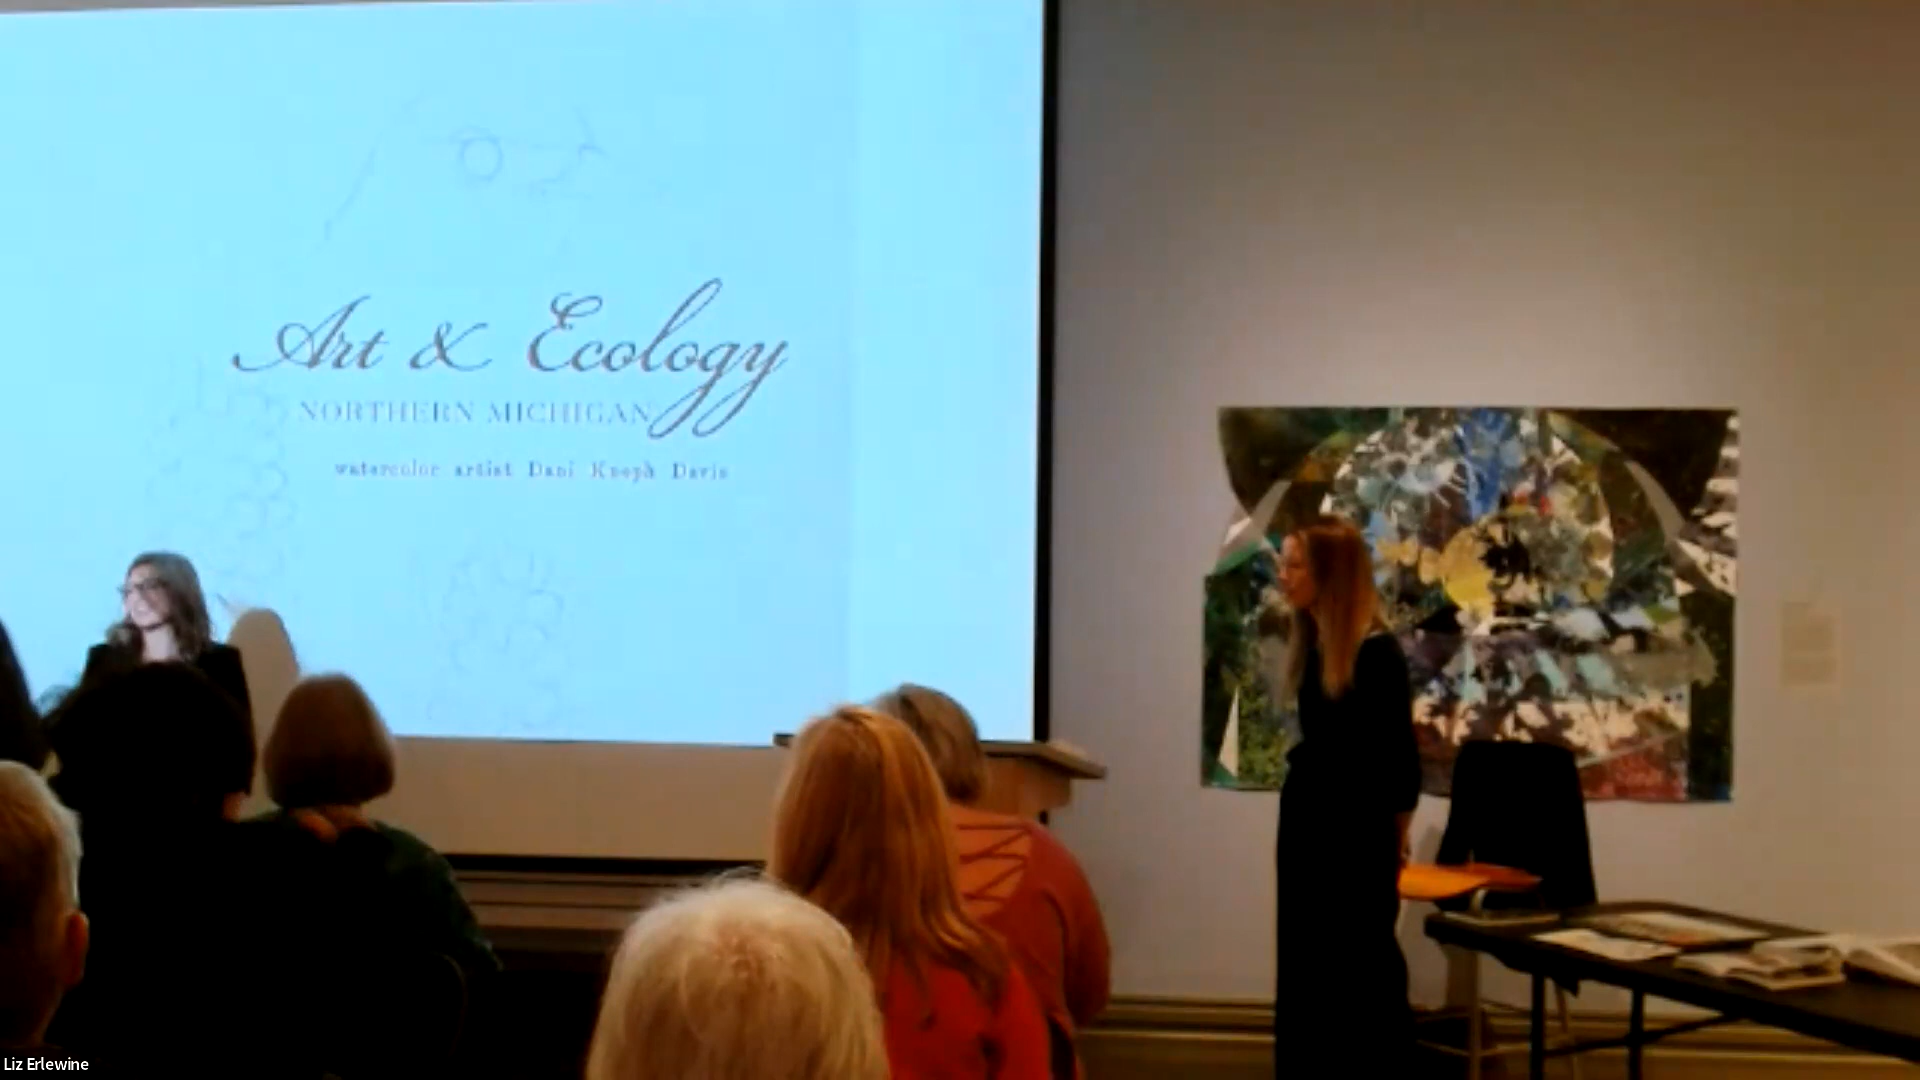 Art & Ecology
NORTHERN MICHIGAN
watercolor artist Dani Knoph Davis
Liz Erlewine